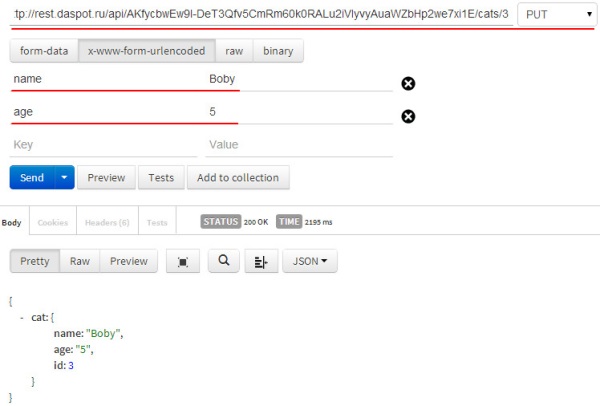 tp://rest.daspot.ru/api/AKfycbwEw9l-DeT3Qfv5CmRm60k0RALu2iVlyvyAuaWZbHp2we7xi1E/cats/3 PUT
form-data x-www-form-urlencoded raw binary
name Boby
age 5
Key Value
Send Preview Tests Add to collection
Body Cookies Headers (6) Tests STATUS 200 OK TIME 2195 ms
Pretty Raw Preview JSON
{
- cat: {
name: "Boby",
age: "5",
id: 3
}
}